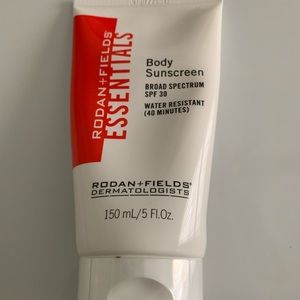 RODAN+FIELDS®
ESSENTIALS
Body
Sunscreen
BROAD SPECTRUM
SPF 30
WATER RESISTANT
(40 MINUTES)
RODAN+FIELDS®
DERMATOLOGISTS
150 mL/5 Fl.Oz.